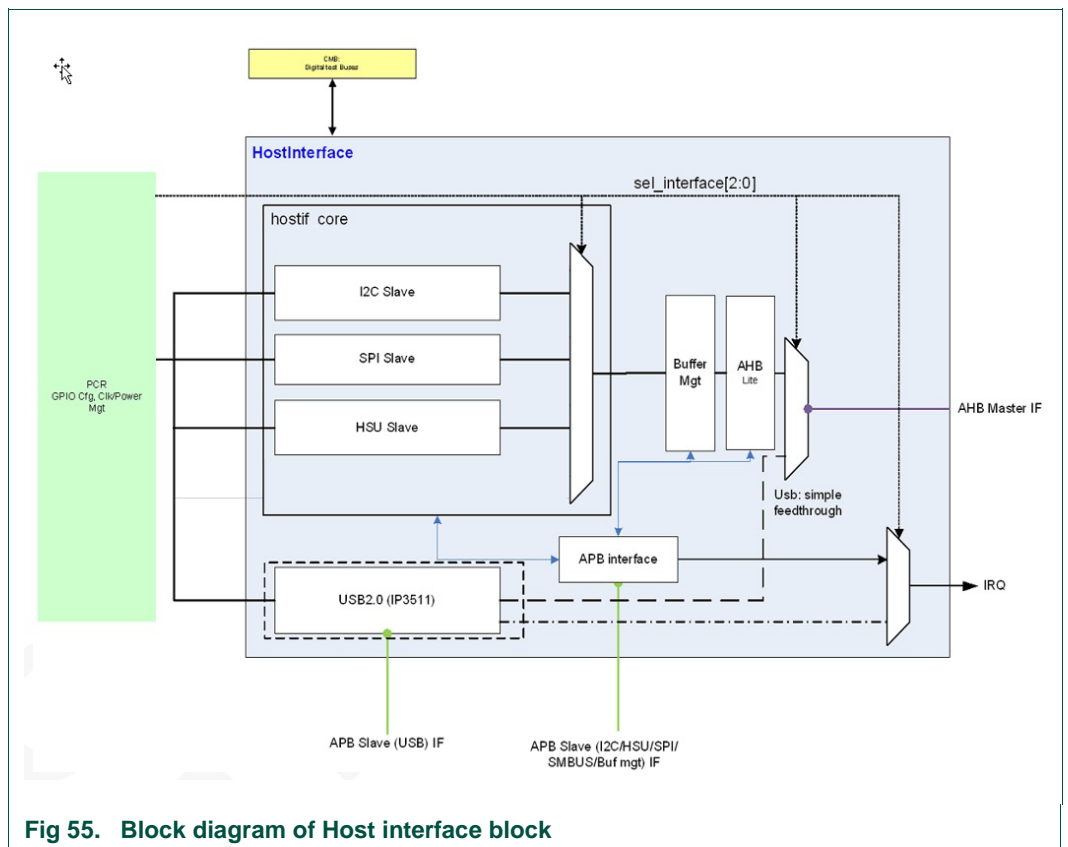 CMB:
Digital test Buses
HostInterface
sel_interface[2:0]
hostif core
I2C Slave
SPI Slave
HSU Slave
PCR
GPIO Cfg, Clk/Power
Mgt
Buffer
Mgt
AHB
Lite
AHB Master IF
Usb: simple
feedthrough
APB interface
USB2.0 (IP3511)
IRQ
APB Slave (USB) IF
APB Slave (I2C/HSU/SPI/
SMBUS/Buf mgt) IF
Fig 55. Block diagram of Host interface block